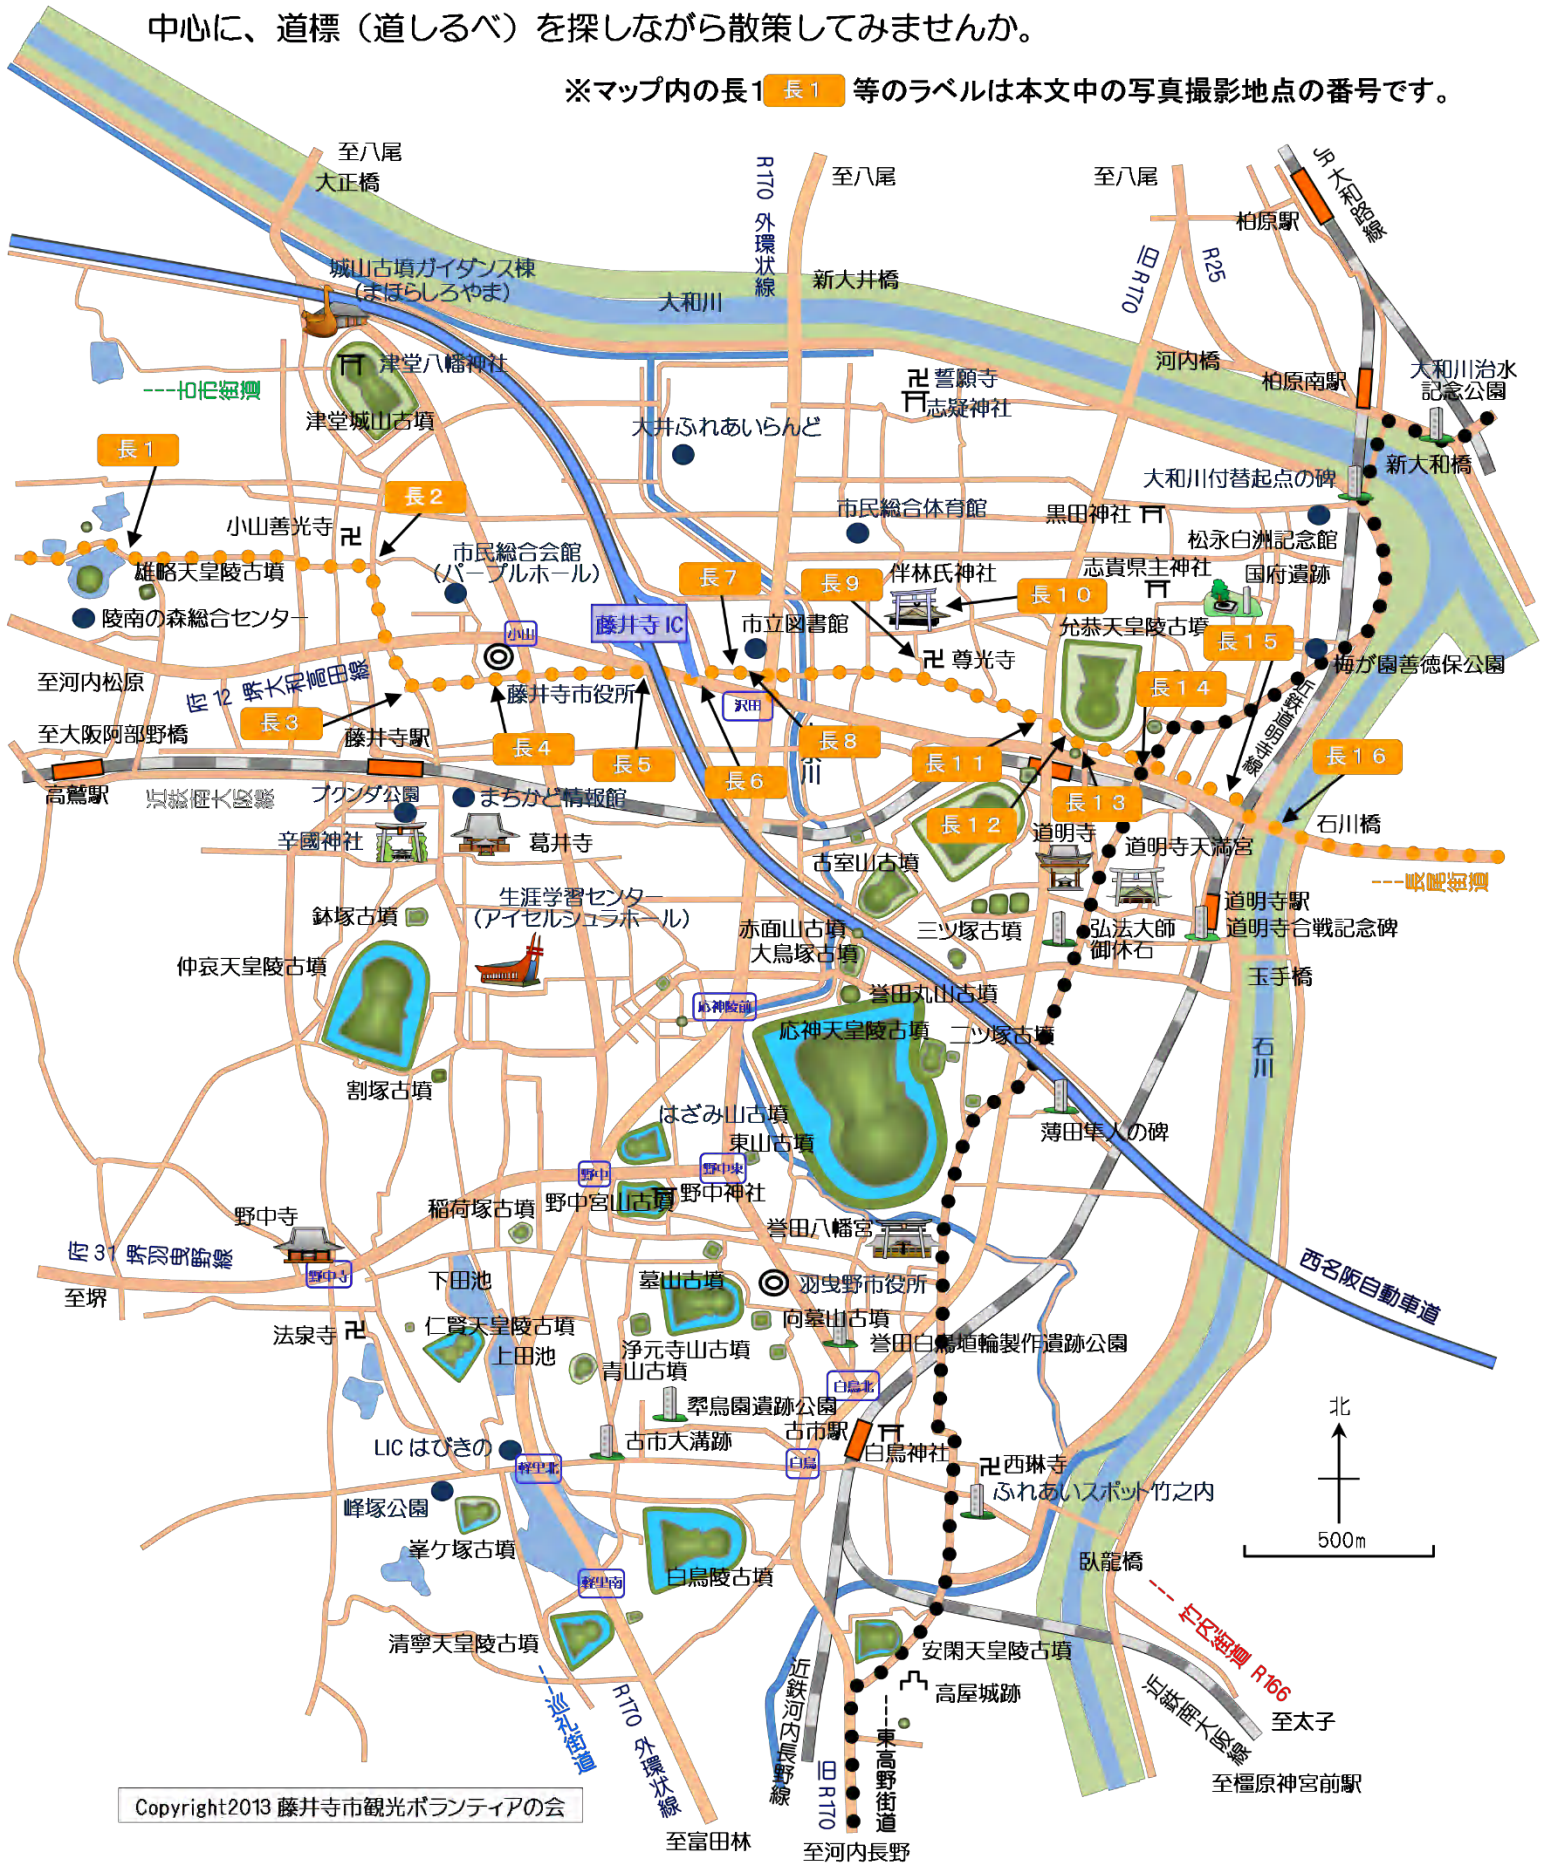 中心に、道標（道しるべ）を探しながら散策してみませんか。
※マップ内の長1 長１ 等のラベルは本文中の写真撮影地点の番号です。
至八尾
大正橋
R170 外環状線
至八尾
至八尾
JR大和路線
柏原駅
旧R170
R25
城山古墳ガイダンス棟
(まほらしろやま)
新大井橋
大和川
津堂八幡神社
---古市街道
津堂城山古墳
誓願寺
志疑神社
河内橋
柏原南駅
大和川治水
記念公園
大井ふれあいらんど
長１
長２
新大和橋
大和川付替起点の碑
小山善光寺
市民総合体育館
黒田神社
松永白洲記念館
雄略天皇陵古墳
市民総合会館
(パープルホール)
長７
長９
伴林氏神社
志貴県主神社
国府遺跡
長１０
陵南の森総合センター
小山
藤井寺IC
市立図書館
允恭天皇陵古墳
長１５
尊光寺
梅が園善徳保公園
至河内松原
府12 堺大和高田線
藤井寺市役所
沢田
長１４
近鉄道明寺線
長３
至大阪阿部野橋
藤井寺駅
長４
長５
長６
長８
川
長１１
長１６
高鷲駅
近鉄南大阪線
フクンダ公園
まちかど情報館
長１３
長１２
石川橋
辛國神社
葛井寺
道明寺
道明寺天満宮
古室山古墳
---長尾街道
生涯学習センター
(アイセルシュラホール)
鉢塚古墳
道明寺駅
赤面山古墳
三ツ塚古墳
弘法大師
御休石
道明寺合戦記念碑
大鳥塚古墳
仲哀天皇陵古墳
玉手橋
誉田丸山古墳
応神陵前
応神天皇陵古墳
二ツ塚古墳
石川
割塚古墳
はざみ山古墳
薄田隼人の碑
東山古墳
野中
野中東
野中宮山古墳
野中神社
稲荷塚古墳
野中寺
誉田八幡宮
府31 堺羽曳野線
野中寺
下田池
墓山古墳
羽曳野市役所
西名阪自動車道
至堺
法泉寺
仁賢天皇陵古墳
向墓山古墳
浄元寺山古墳
誉田白鳥埴輪製作遺跡公園
上田池
青山古墳
白鳥北
翠鳥園遺跡公園
北
古市駅
LICはびきの
古市大溝跡
白鳥神社
軽里北
白鳥
西琳寺
峰塚公園
ふれあいスポット竹之内
500m
峯ケ塚古墳
臥龍橋
軽里南
白鳥陵古墳
---竹内街道 R166
清寧天皇陵古墳
安閑天皇陵古墳
高屋城跡
---巡礼街道
R170 外環状線
近鉄河内長野線
旧R170
---東高野街道
近鉄南大阪線
至太子
至橿原神宮前駅
Copyright2013 藤井寺市観光ボランティアの会
至富田林
至河内長野